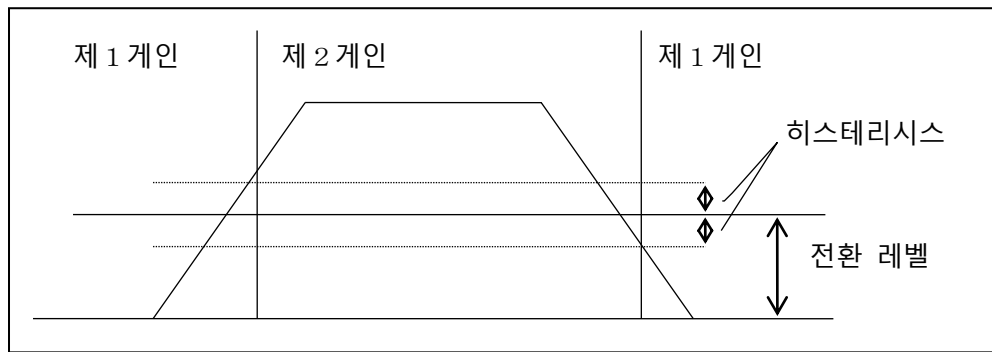 제 1 게인
제 2 게인
제 1 게인
히스테리시스
전환 레벨